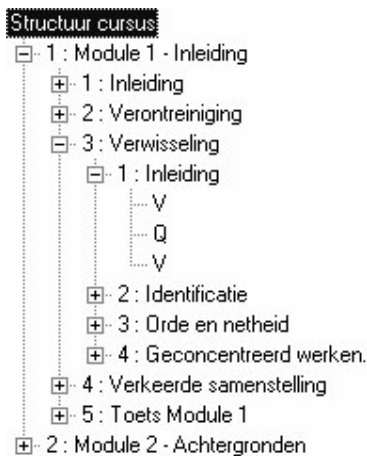 Structuur cursus
1 : Module 1 - Inleiding
1 : Inleiding
2 : Verontreiniging
3 : Verwisseling
1 : Inleiding
V
Q
V
2 : Identificatie
3 : Orde en netheid
4 : Geconcentreerd werken.
4 : Verkeerde samenstelling
5 : Toets Module 1
2 : Module 2 - Achtergronden